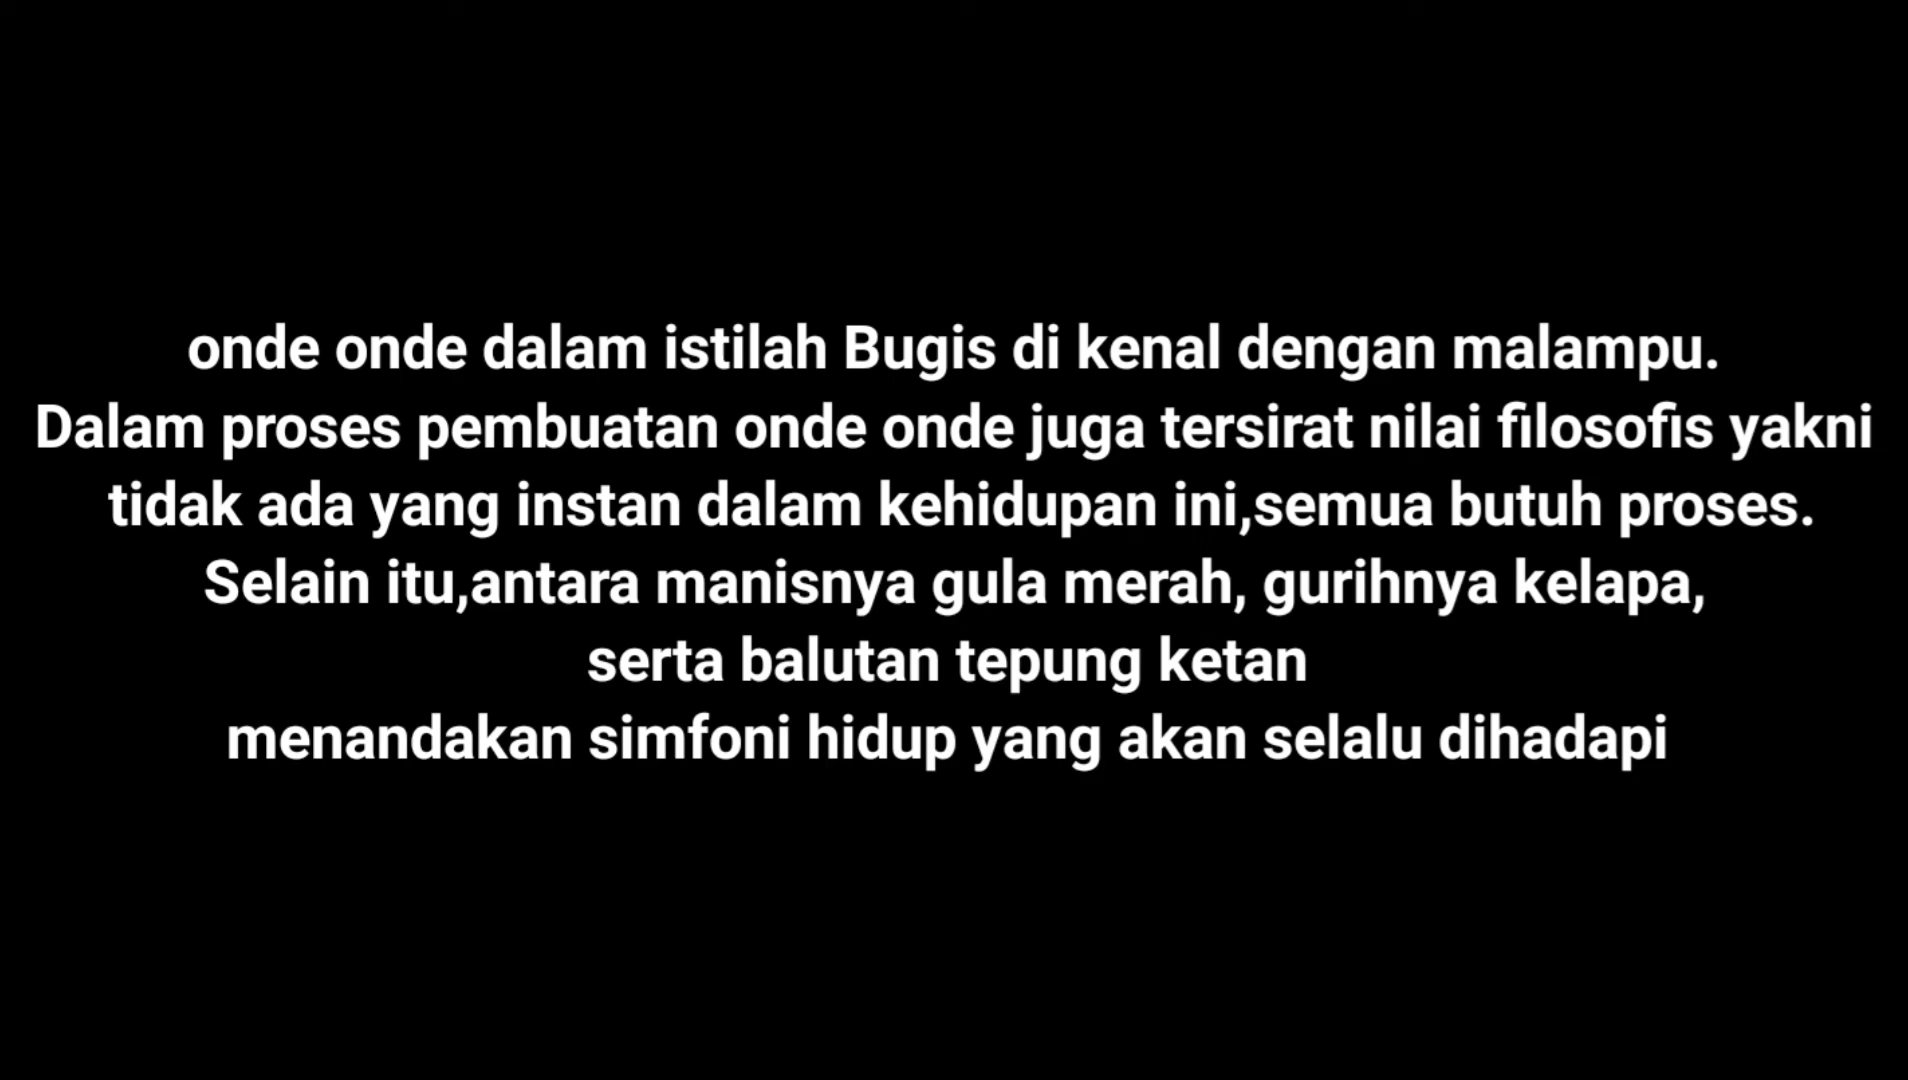 onde onde dalam istilah Bugis di kenal dengan malampu.
Dalam proses pembuatan onde onde juga tersirat nilai filosofis yakni
tidak ada yang instan dalam kehidupan ini,semua butuh proses.
Selain itu,antara manisnya gula merah, gurihnya kelapa,
serta balutan tepung ketan
menandakan simfoni hidup yang akan selalu dihadapi